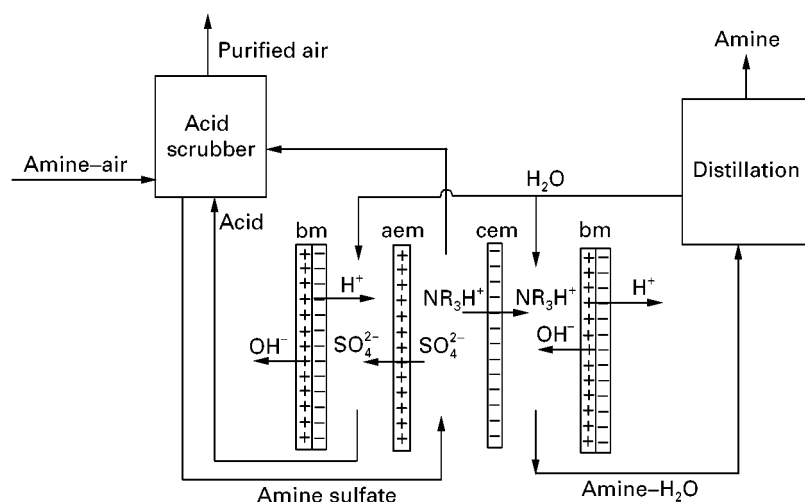 Purified air
Amine
Acid
scrubber
Amine–air
Distillation
H₂O
Acid
bm
aem
cem
bm
H⁺
NR₃H⁺
NR₃H⁺
H⁺
OH⁻
SO₄²⁻
SO₄²⁻
OH⁻
Amine sulfate
Amine–H₂O